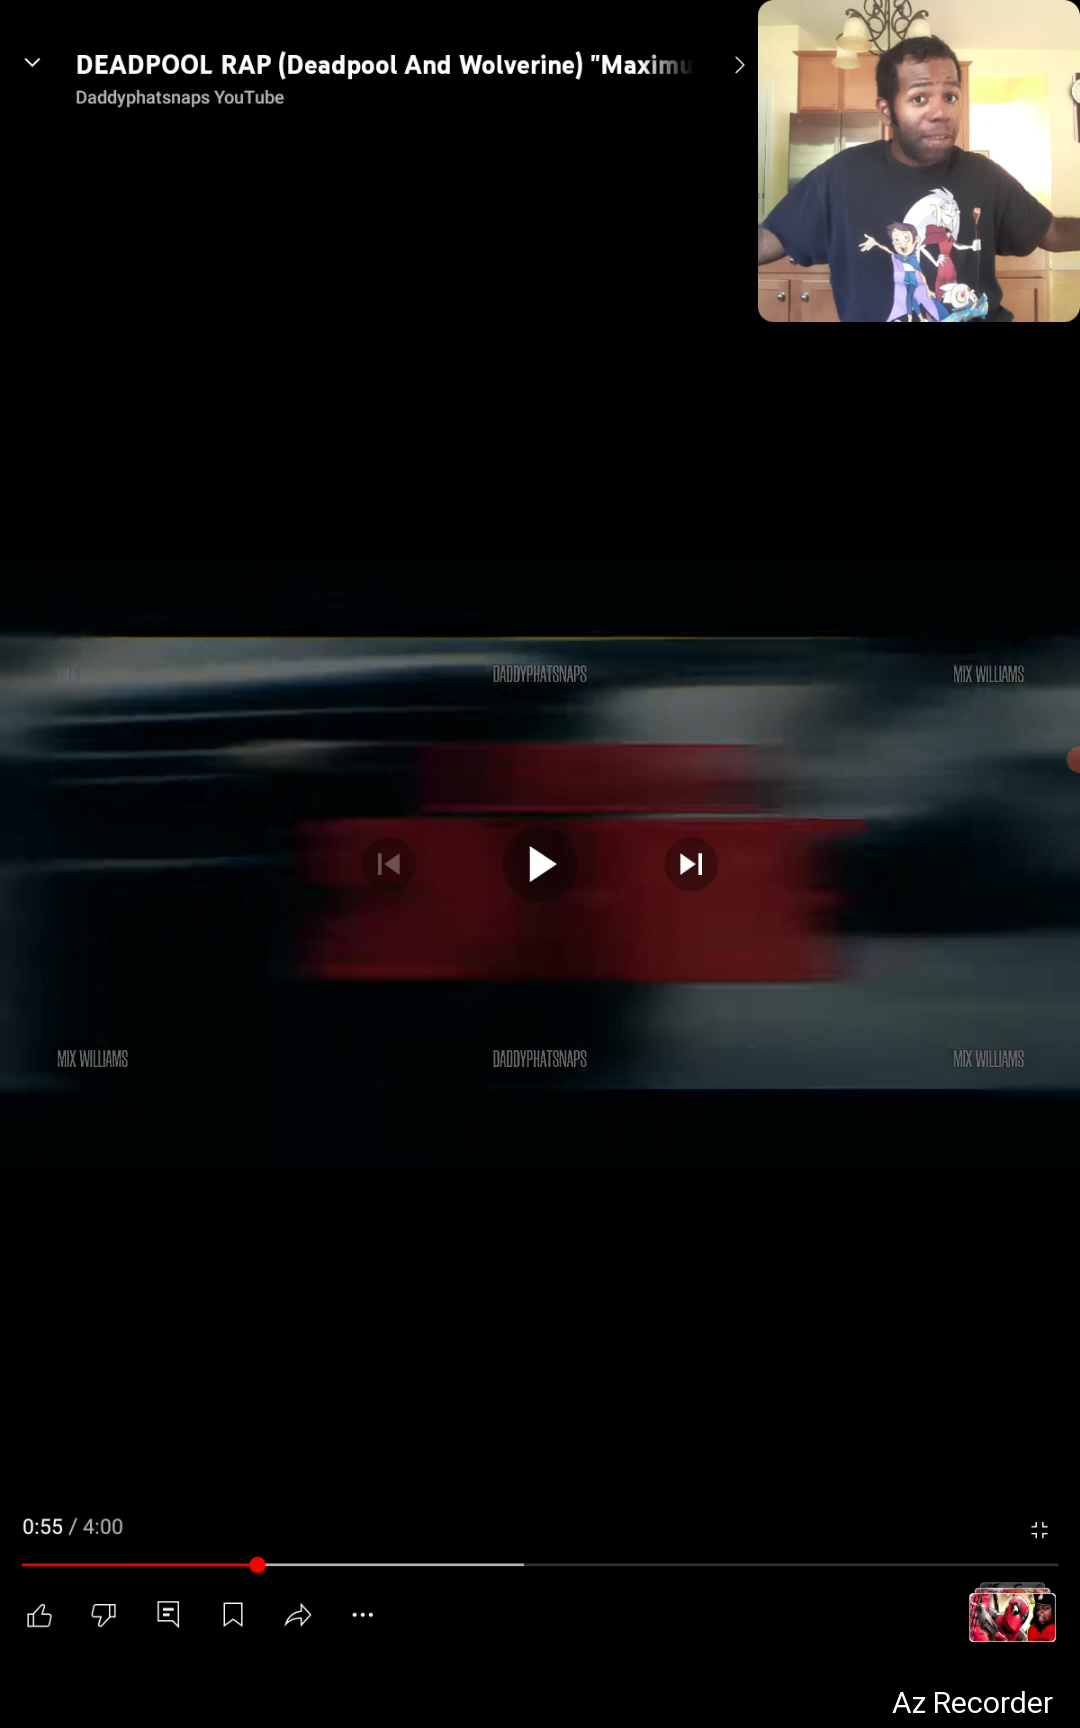 DEADPOOL RAP (Deadpool And Wolverine) "Maximu
Daddyphatsnaps YouTube
DADDYPHATSNAPS
MIX WILLIAMS
MIX WILLIAMS
DADDYPHATSNAPS
MIX WILLIAMS
0:55 / 4:00
Az Recorder